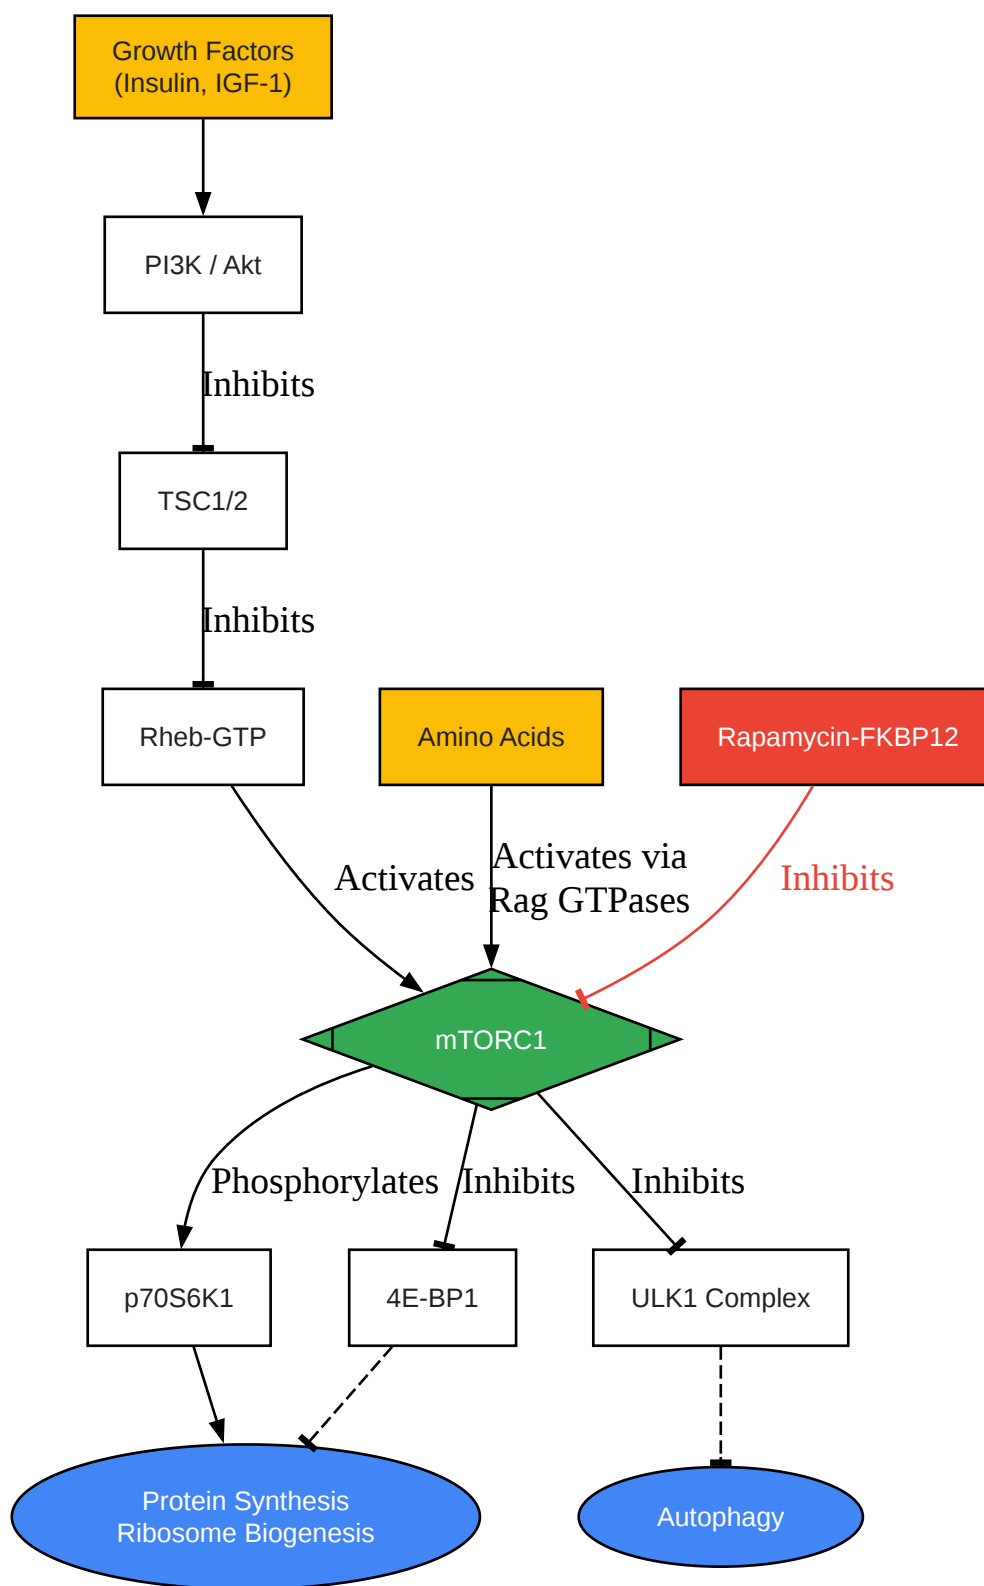 Growth Factors
(Insulin, IGF-1)
PI3K / Akt
Inhibits
TSC1/2
Inhibits
Rheb-GTP
Amino Acids
Rapamycin-FKBP12
Activates
Activates via
Rag GTPases
Inhibits
mTORC1
Phosphorylates
Inhibits
Inhibits
p70S6K1
4E-BP1
ULK1 Complex
Protein Synthesis
Ribosome Biogenesis
Autophagy